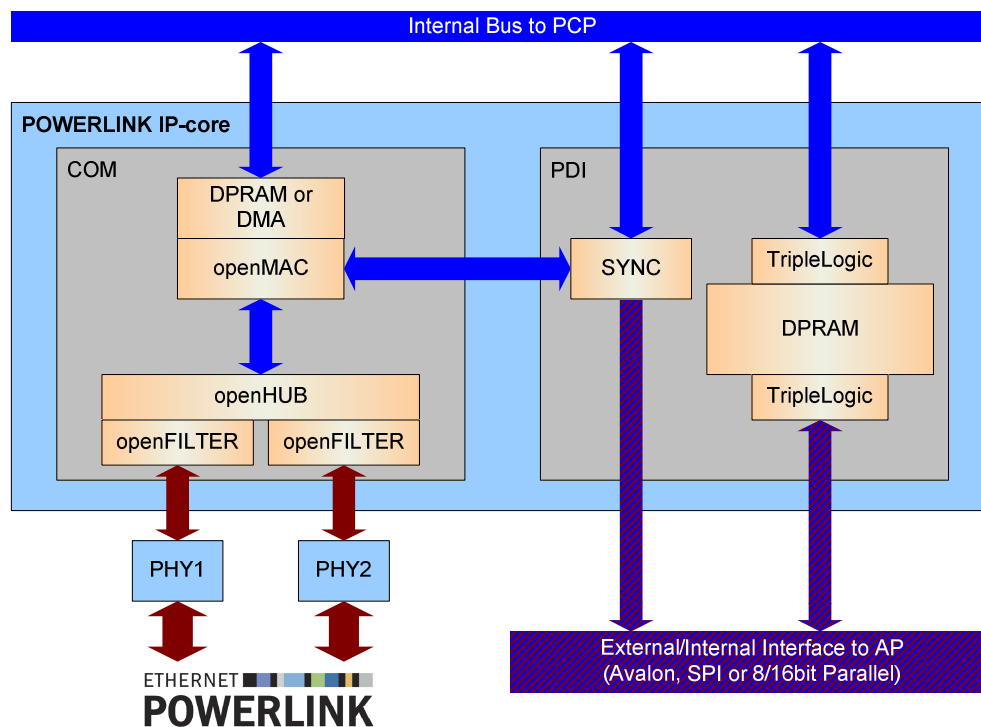 Internal Bus to PCP
POWERLINK IP-core
COM
PDI
DPRAM or
DMA
openMAC
SYNC
TripleLogic
DPRAM
TripleLogic
openHUB
openFILTER
openFILTER
PHY1
PHY2
External/Internal Interface to AP
(Avalon, SPI or 8/16bit Parallel)
ETHERNET
POWERLINK